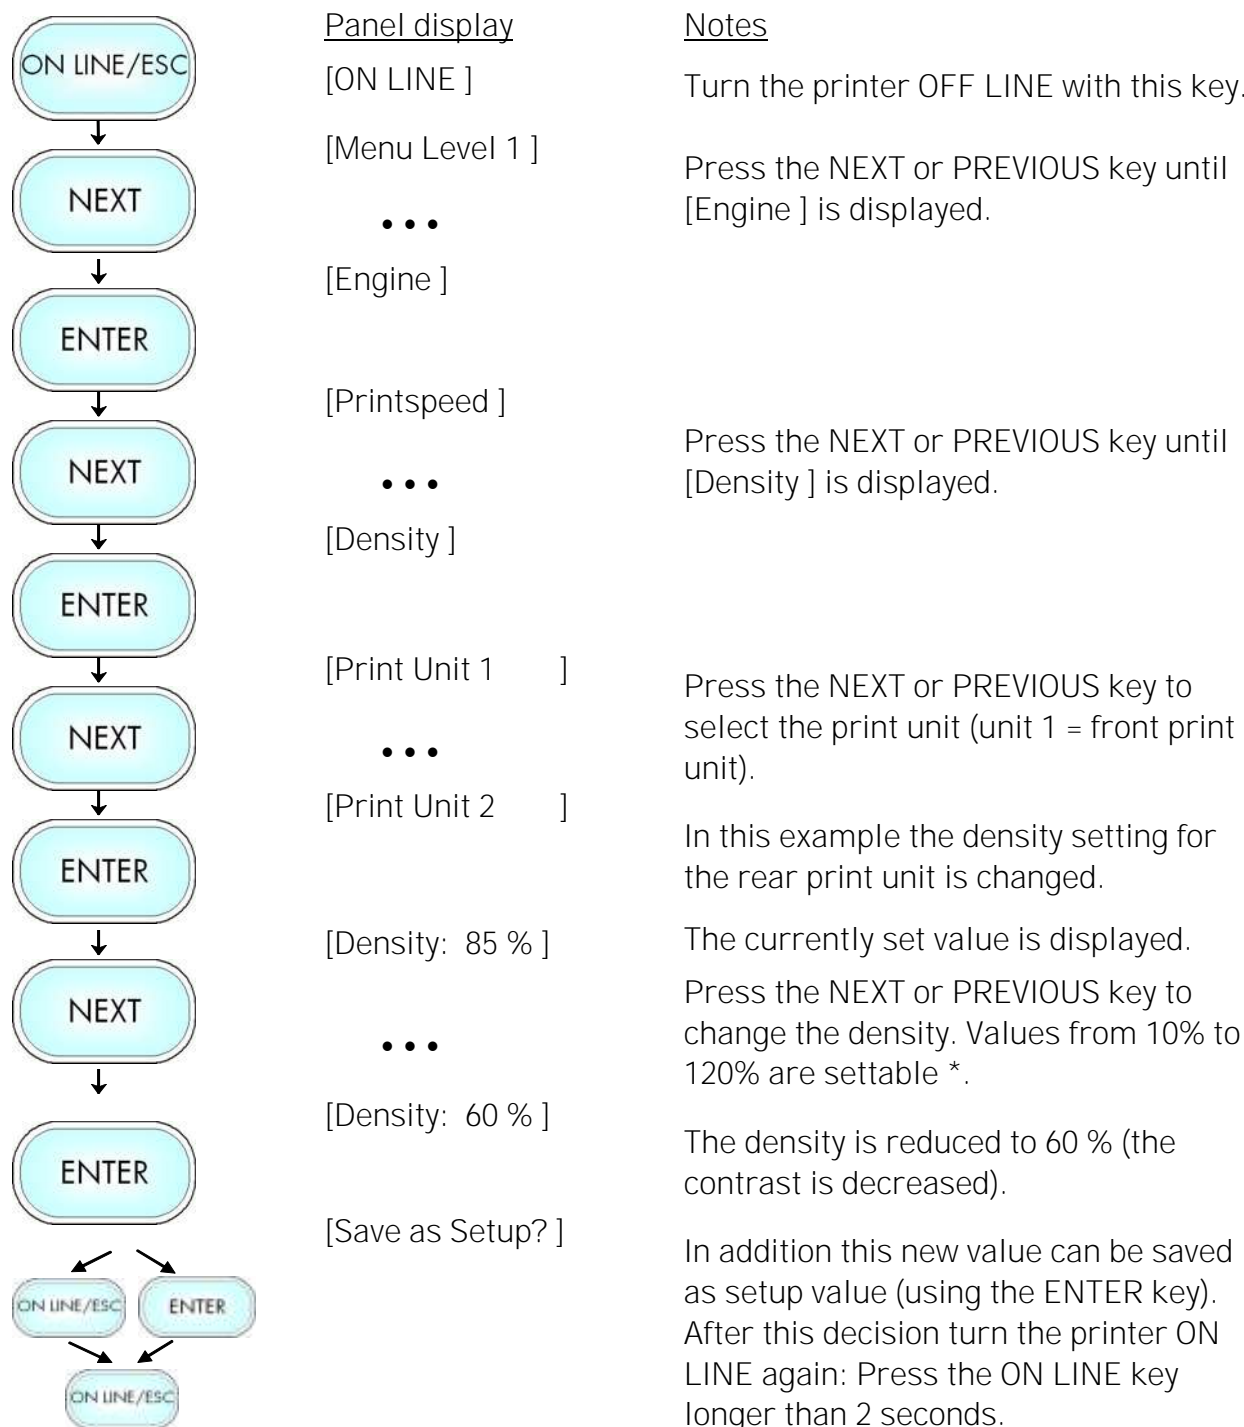 Panel display
Notes
ON LINE/ESC
[ON LINE ]
Turn the printer OFF LINE with this key.
[Menu Level 1 ]
NEXT
Press the NEXT or PREVIOUS key until
[Engine ] is displayed.
• • •
[Engine ]
ENTER
[Printspeed ]
NEXT
Press the NEXT or PREVIOUS key until
[Density ] is displayed.
• • •
[Density ]
ENTER
[Print Unit 1 ]
NEXT
Press the NEXT or PREVIOUS key to
select the print unit (unit 1 = front print
unit).
• • •
[Print Unit 2 ]
ENTER
In this example the density setting for
the rear print unit is changed.
[Density: 85 % ]
The currently set value is displayed.
NEXT
Press the NEXT or PREVIOUS key to
change the density. Values from 10% to
120% are settable *.
• • •
[Density: 60 % ]
ENTER
The density is reduced to 60 % (the
contrast is decreased).
[Save as Setup? ]
In addition this new value can be saved
as setup value (using the ENTER key).
After this decision turn the printer ON
LINE again: Press the ON LINE key
longer than 2 seconds.
ON LINE/ESC
ENTER
ON LINE/ESC